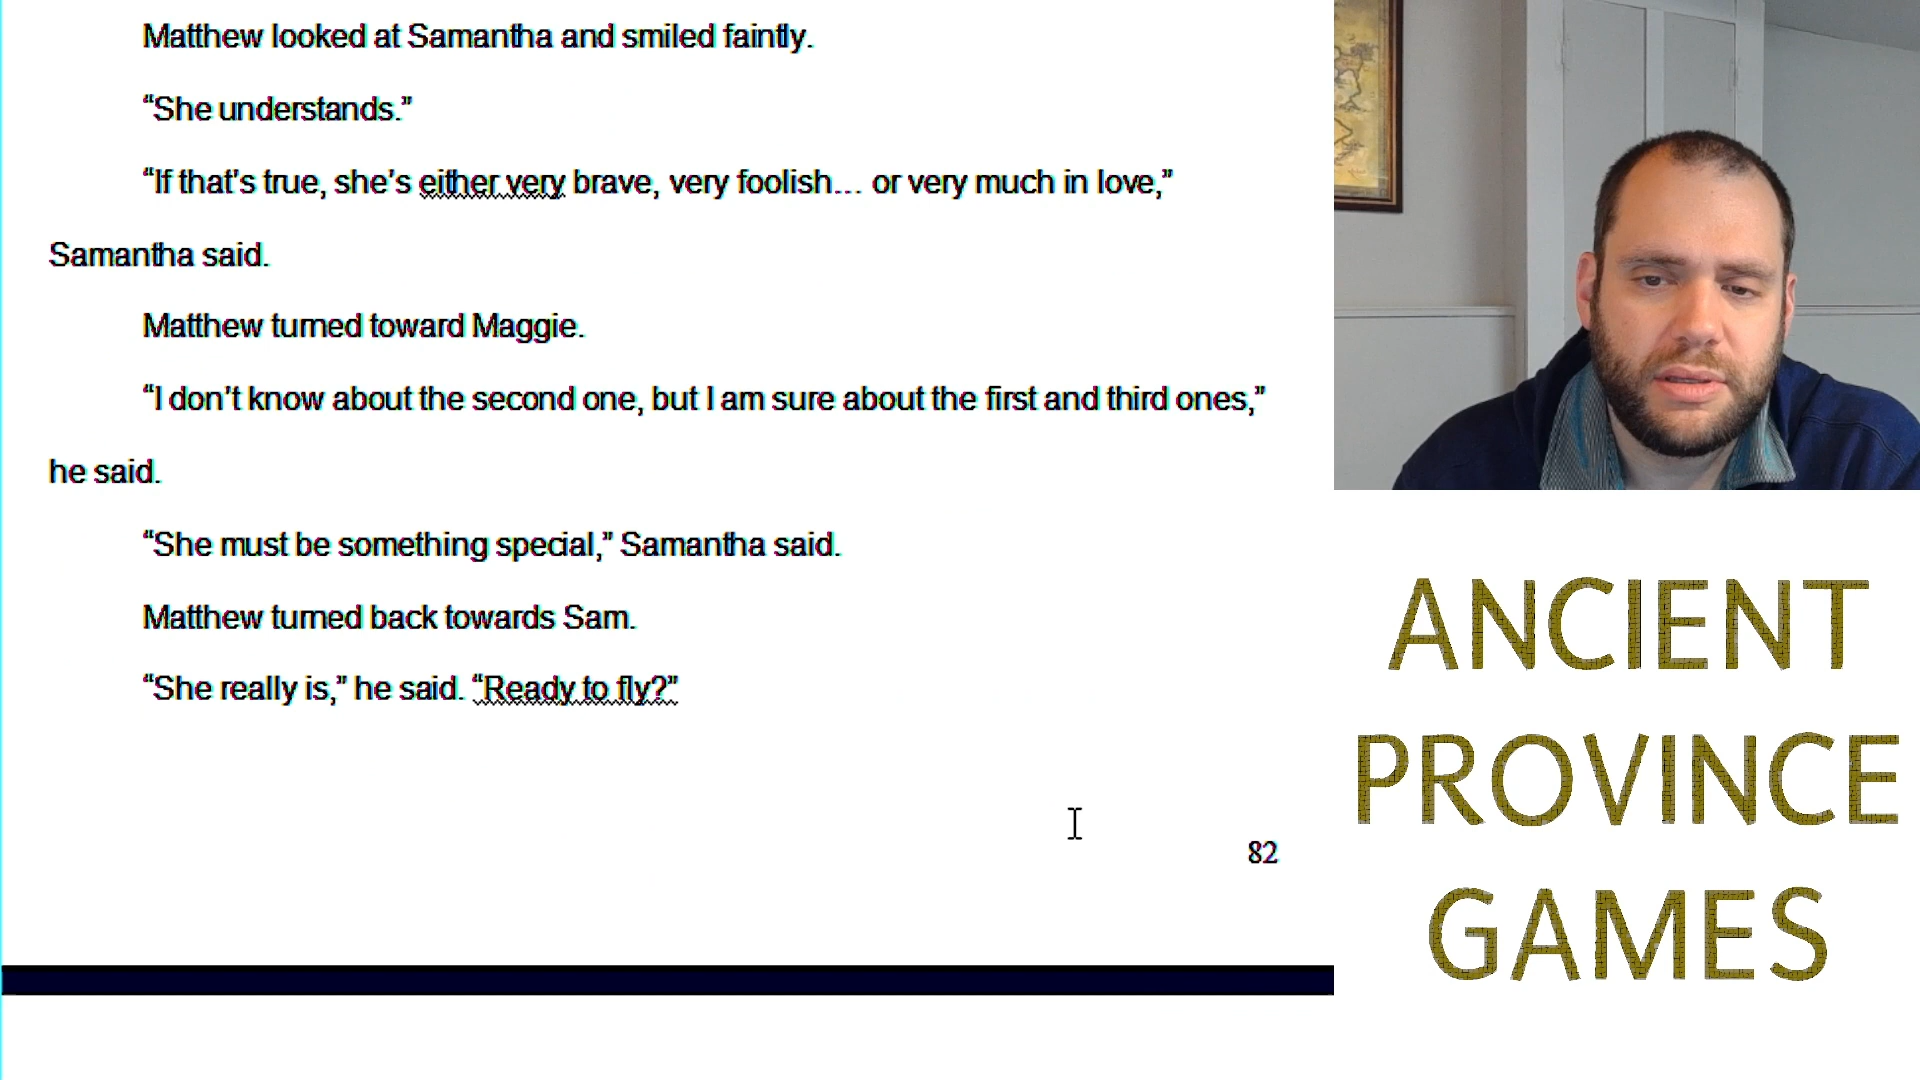 Matthew looked at Samantha and smiled faintly.
“She understands.”
“If that’s true, she’s either very brave, very foolish… or very much in love,”
Samantha said.
Matthew turned toward Maggie.
“I don’t know about the second one, but I am sure about the first and third ones,”
he said.
“She must be something special,” Samantha said.
Matthew turned back towards Sam.
“She really is,” he said. “Ready to fly?”
82
ANCIENT
PROVINCE
GAMES